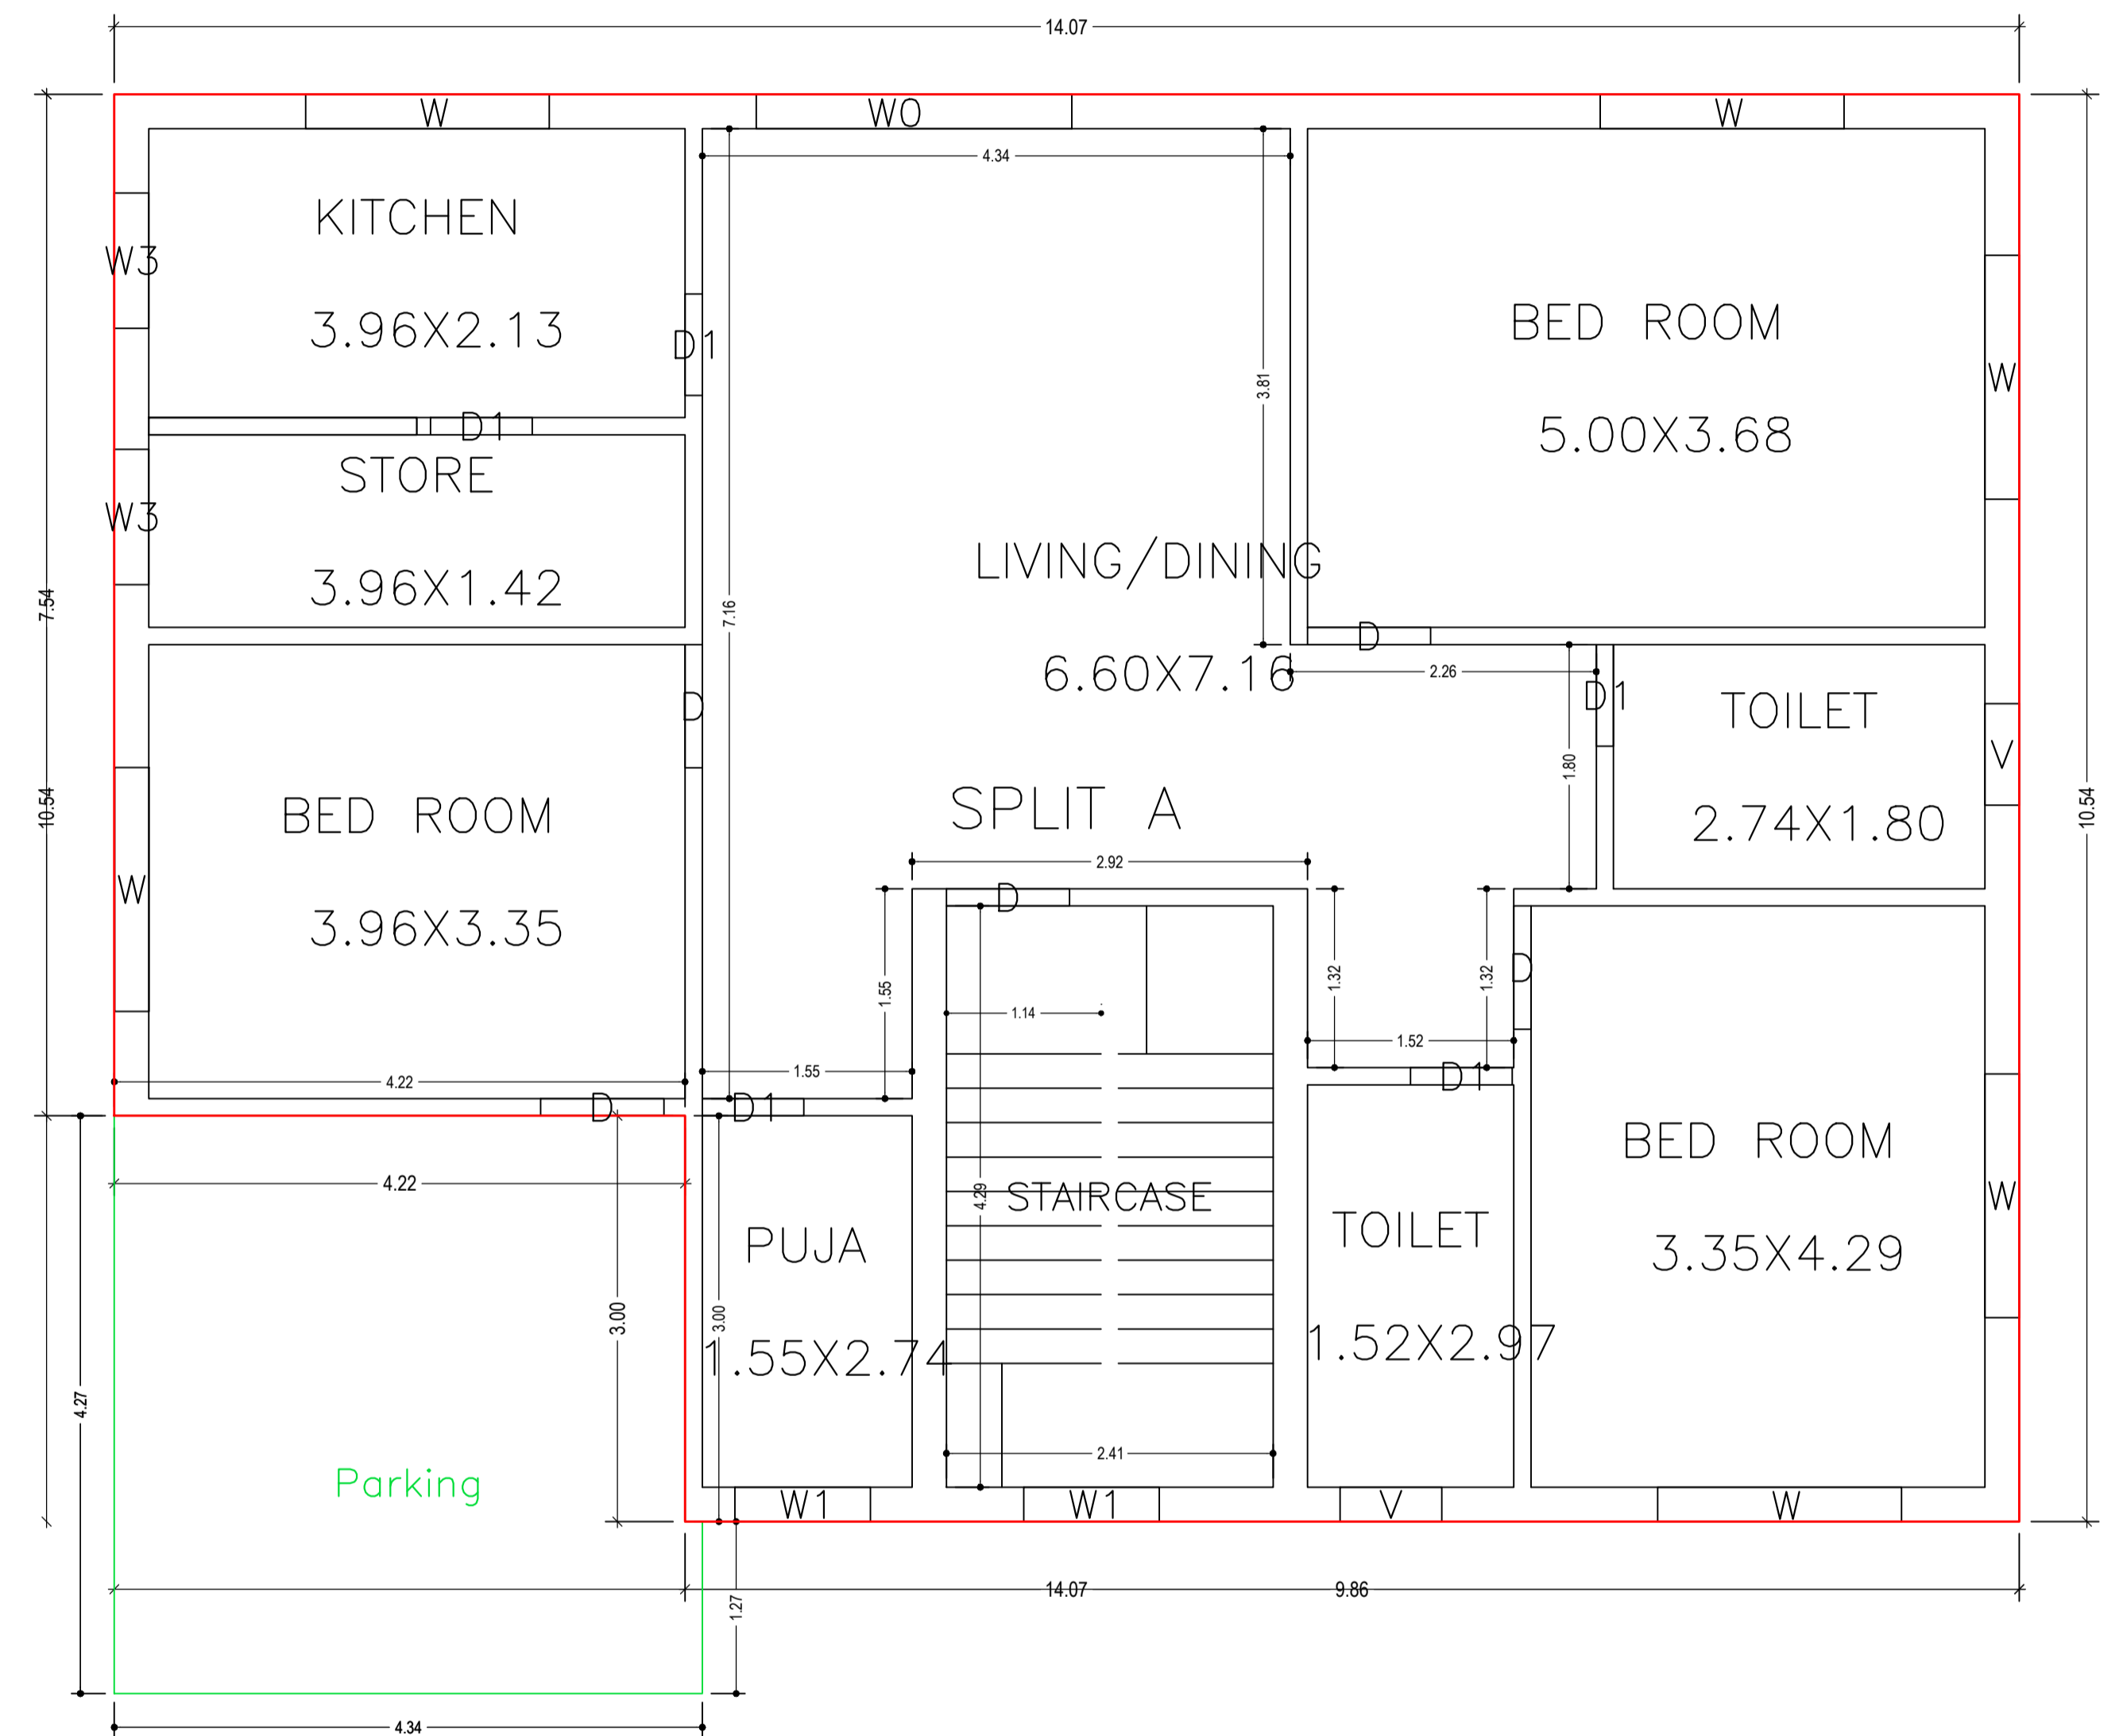 14.07
W
W0
W
4.34
KITCHEN
3.96X2.13
W3
D1
3.81
BED ROOM
5.00X3.68
W
D1
STORE
3.96X1.42
W3
7.54
7.16
LIVING/DINING
6.60X7.16
D
2.26
D1
TOILET
2.74X1.80
V
D
1.80
10.54
10.54
BED ROOM
3.96X3.35
W
SPLIT A
2.92
D
1.55
1.14
1.32
1.32
D
1.52
D1
4.22
1.55
D
D1
4.22
3.00
3.00
4.29
STAIRCASE
PUJA
1.55X2.74
TOILET
1.52X2.97
BED ROOM
3.35X4.29
W
4.27
2.41
Parking
W1
W1
V
W
14.07
9.86
1.27
4.34